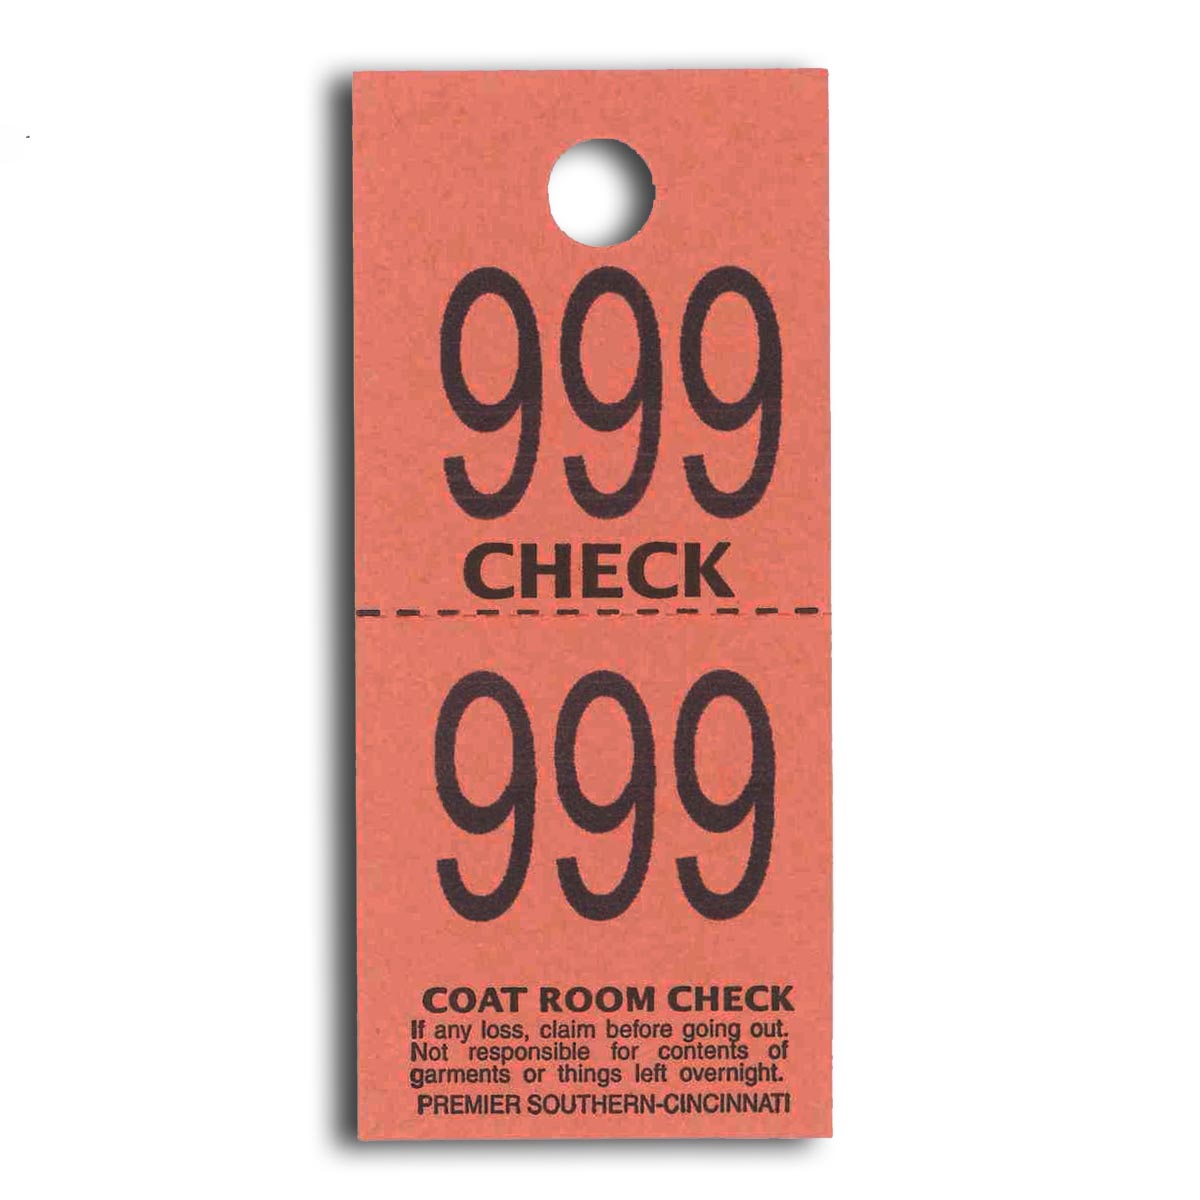 999
CHECK
999
COAT ROOM CHECK
If any loss, claim before going out.
Not responsible for contents of
garments or things left overnight.
PREMIER SOUTHERN-CINCINNATI